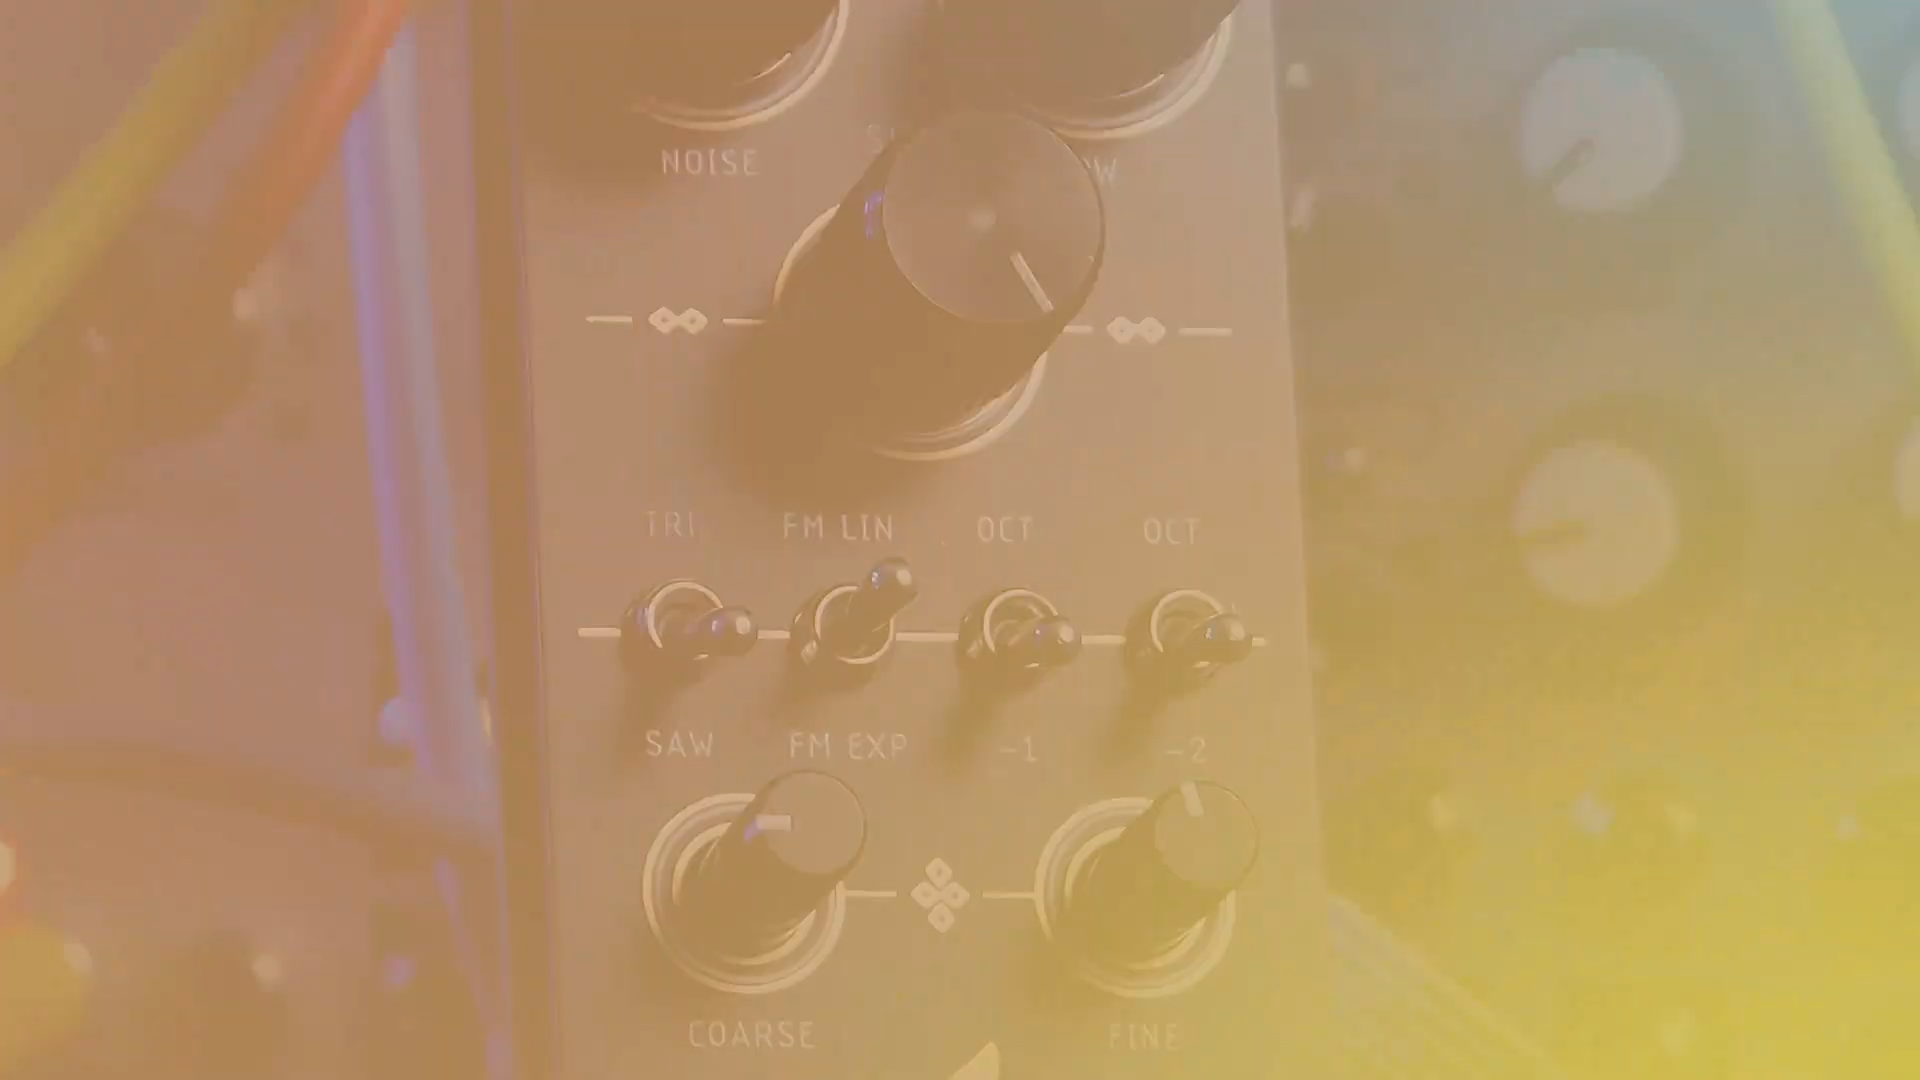 NOISE
TRI FM LIN OCT OCT
SAW FM EXP -1 -2
COARSE FINE